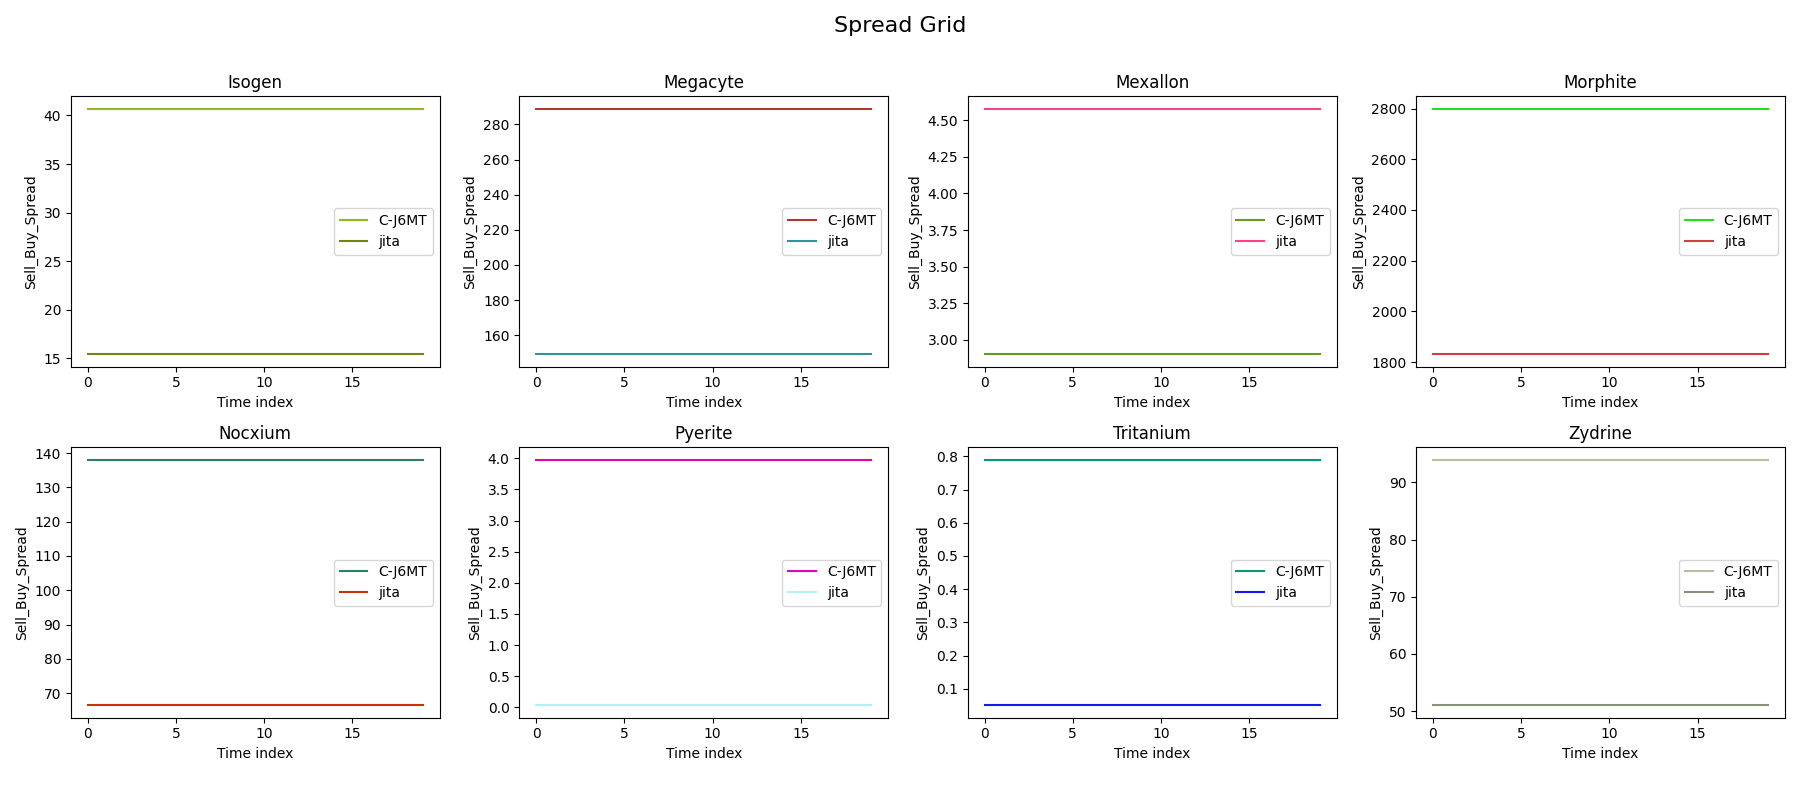 Spread Grid
Isogen
Sell_Buy_Spread
40
35
30
25
20
15
C-J6MT
jita
0 5 10 15
Time index
Megacyte
Sell_Buy_Spread
280
260
240
220
200
180
160
C-J6MT
jita
0 5 10 15
Time index
Mexallon
Sell_Buy_Spread
4.50
4.25
4.00
3.75
3.50
3.25
3.00
C-J6MT
jita
0 5 10 15
Time index
Morphite
Sell_Buy_Spread
2800
2600
2400
2200
2000
1800
C-J6MT
jita
0 5 10 15
Time index
Nocxium
Sell_Buy_Spread
140
130
120
110
100
90
80
70
C-J6MT
jita
0 5 10 15
Time index
Pyerite
Sell_Buy_Spread
4.0
3.5
3.0
2.5
2.0
1.5
1.0
0.5
0.0
C-J6MT
jita
0 5 10 15
Time index
Tritanium
Sell_Buy_Spread
0.8
0.7
0.6
0.5
0.4
0.3
0.2
0.1
C-J6MT
jita
0 5 10 15
Time index
Zydrine
Sell_Buy_Spread
90
80
70
60
50
C-J6MT
jita
0 5 10 15
Time index